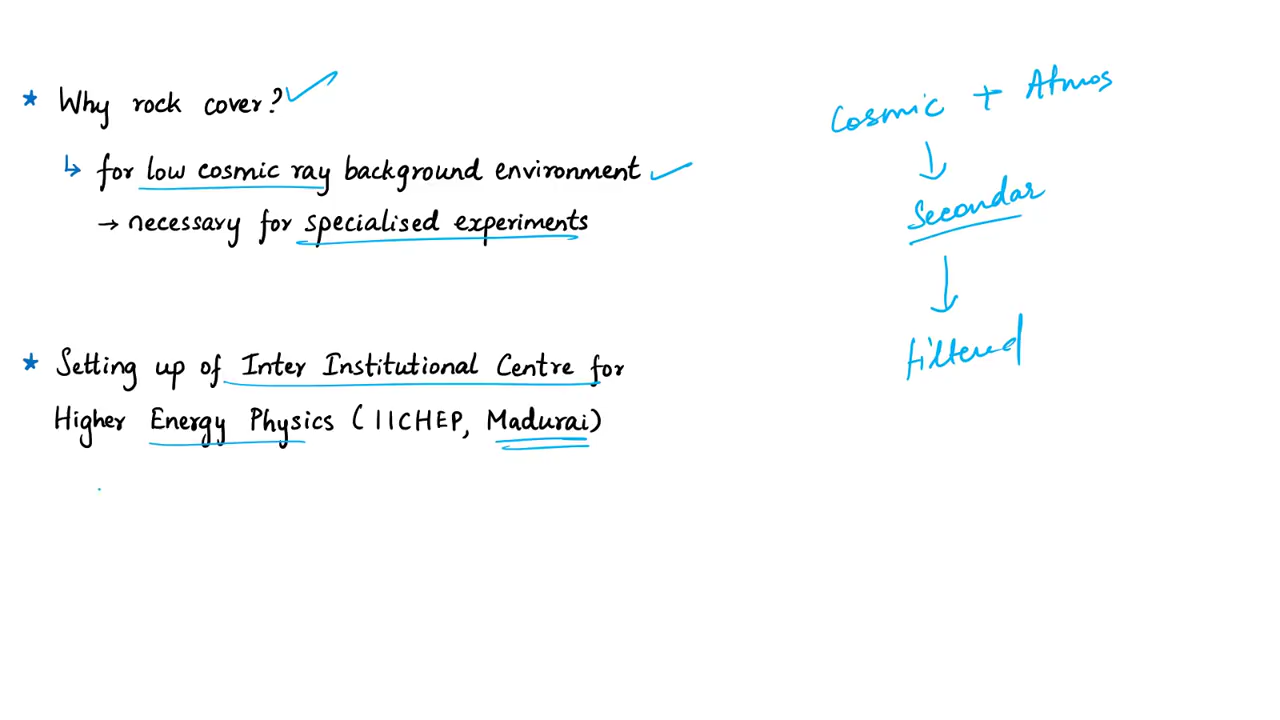 * Why rock cover? ✓
↳ for low cosmic ray background environment ✓
→ necessary for specialised experiments
* Setting up of Inter Institutional Centre for
Higher Energy Physics (IICHEP, Madurai)
Cosmic + Atmos
↓
Secondar
↓
filtered